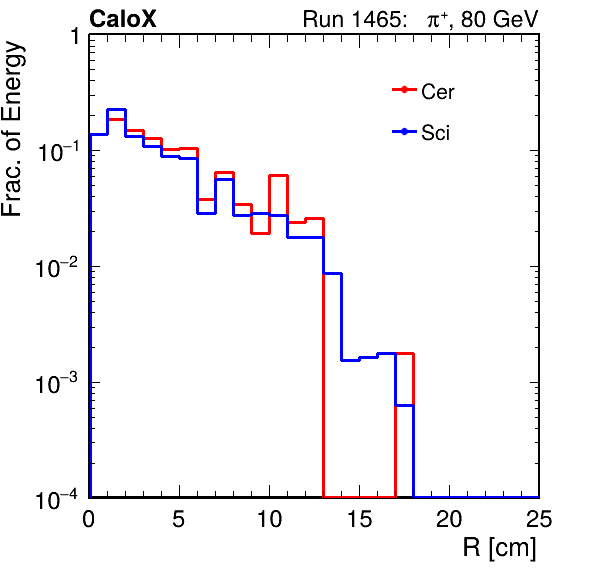 CaloX Run 1465: π⁺, 80 GeV
Frac. of Energy
Cer
Sci
1
10⁻¹
10⁻²
10⁻³
10⁻⁴
0 5 10 15 20 25
R [cm]